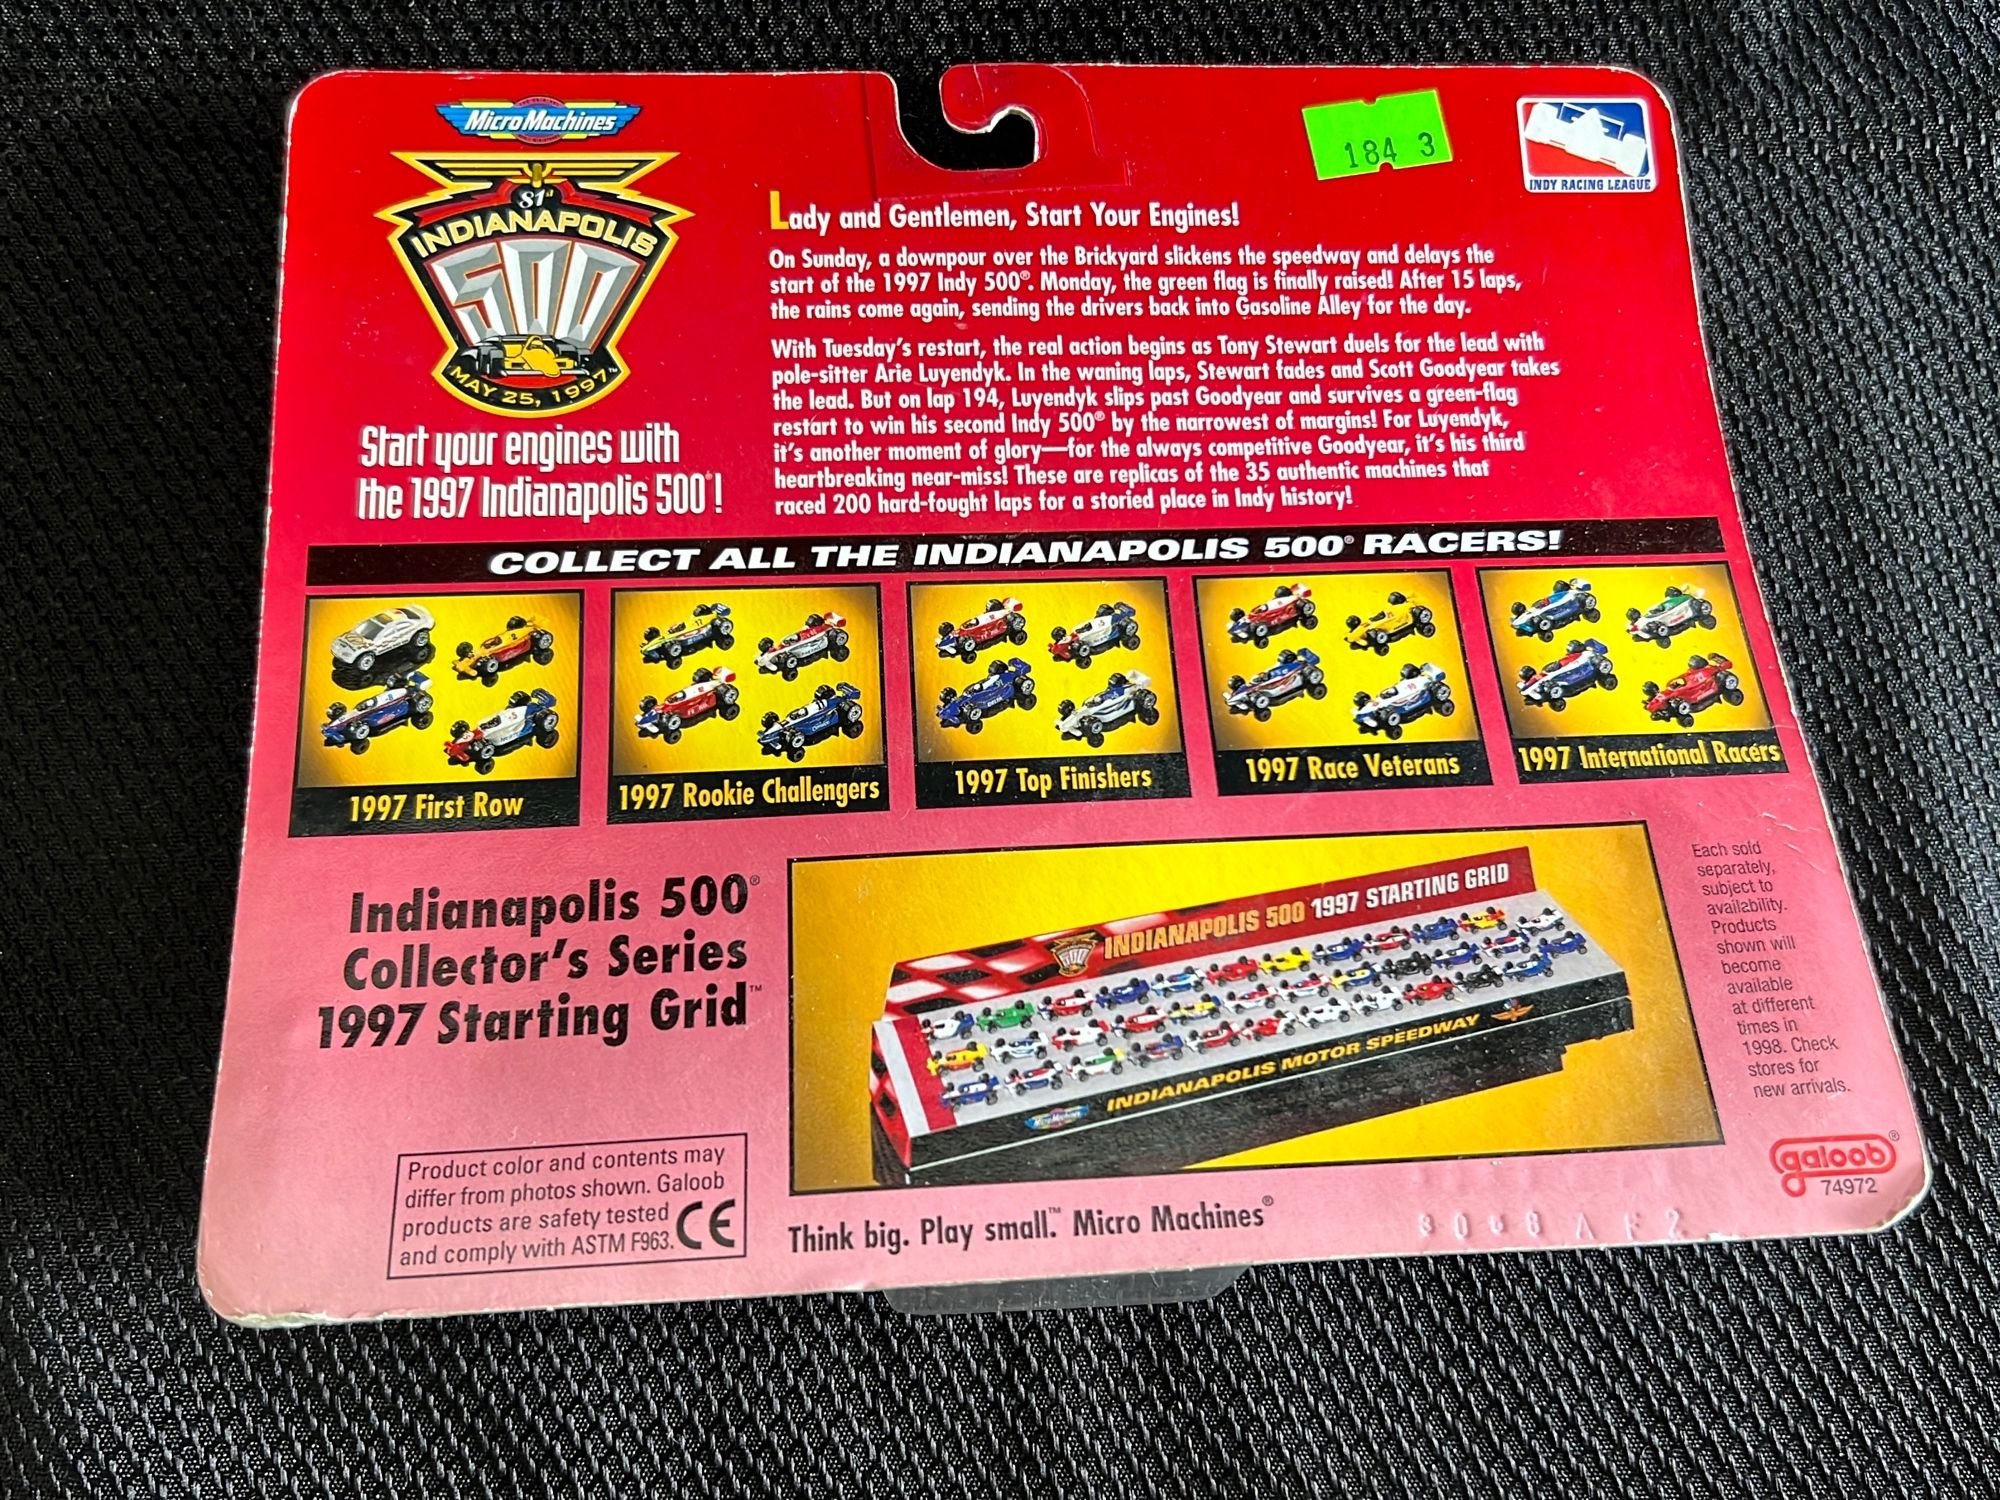 Micro Machines
81st
INDIANAPOLIS
500
MAY 25, 1997™
Start your engines with
the 1997 Indianapolis 500®!
184 3
INDY RACING LEAGUE
Lady and Gentlemen, Start Your Engines!
On Sunday, a downpour over the Brickyard slickens the speedway and delays the
start of the 1997 Indy 500®. Monday, the green flag is finally raised! After 15 laps,
the rains come again, sending the drivers back into Gasoline Alley for the day.
With Tuesday's restart, the real action begins as Tony Stewart duels for the lead with
pole-sitter Arie Luyendyk. In the waning laps, Stewart fades and Scott Goodyear takes
the lead. But on lap 194, Luyendyk slips past Goodyear and survives a green-flag
restart to win his second Indy 500® by the narrowest of margins! For Luyendyk,
it's another moment of glory—for the always competitive Goodyear, it's his third
heartbreaking near-miss! These are replicas of the 35 authentic machines that
raced 200 hard-fought laps for a storied place in Indy history!
COLLECT ALL THE INDIANAPOLIS 500® RACERS!
1997 First Row
1997 Rookie Challengers
1997 Top Finishers
1997 Race Veterans
1997 International Racers
Indianapolis 500®
Collector's Series
1997 Starting Grid™
INDIANAPOLIS 500 1997 STARTING GRID
INDIANAPOLIS MOTOR SPEEDWAY
Micro Machines
Each sold
separately,
subject to
availability.
Products
shown will
become
available
at different
times in
1998. Check
stores for
new arrivals.
Product color and contents may
differ from photos shown. Galoob
products are safety tested
and comply with ASTM F963.
CE
Think big. Play small.™ Micro Machines®
galoob®
74972